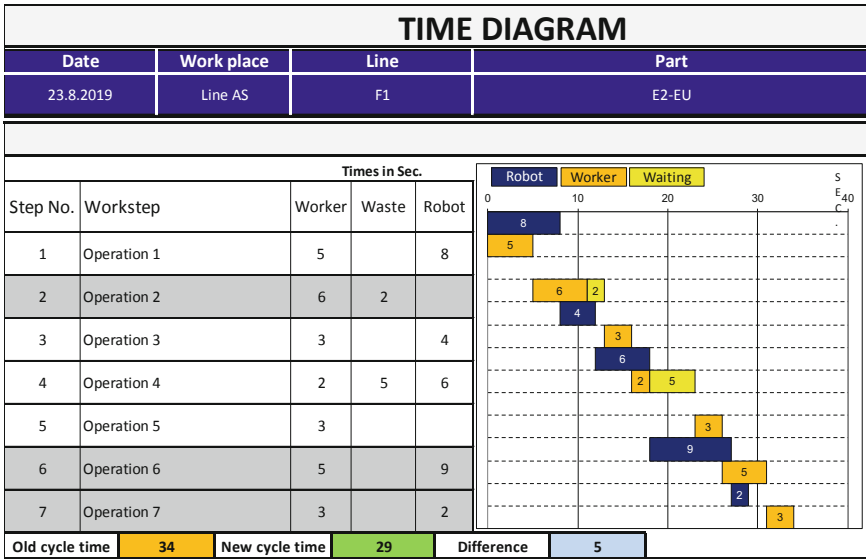 TIME DIAGRAM
Date Work place Line Part
23.8.2019 Line AS F1 E2-EU
Times in Sec.
Step No. Workstep Worker Waste Robot
1 Operation 1 5 8
2 Operation 2 6 2
3 Operation 3 3 4
4 Operation 4 2 5 6
5 Operation 5 3
6 Operation 6 5 9
7 Operation 7 3 2
Robot Worker Waiting
SEC.
0 10 20 30 40
8
5
6 2
4
3
6
2 5
3
9
5
2
3
Old cycle time 34 New cycle time 29 Difference 5